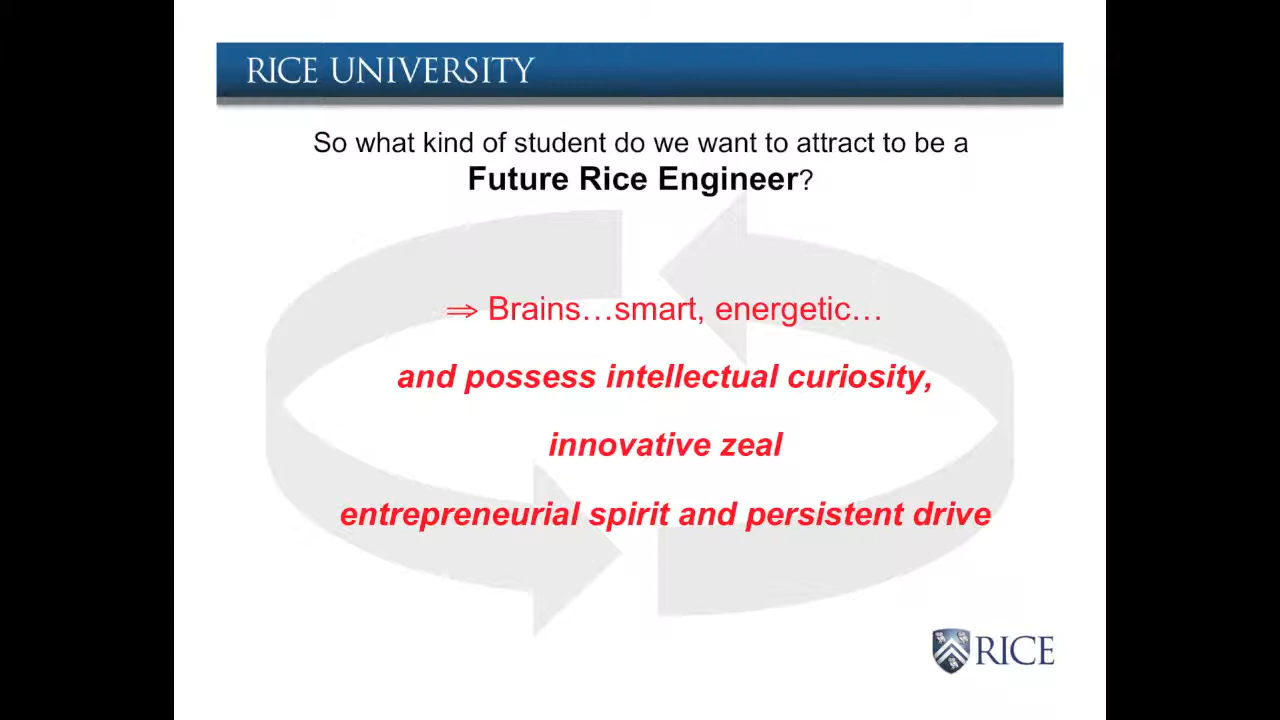 RICE UNIVERSITY
So what kind of student do we want to attract to be a
Future Rice Engineer?
⇒ Brains…smart, energetic…
and possess intellectual curiosity,
innovative zeal
entrepreneurial spirit and persistent drive
RICE